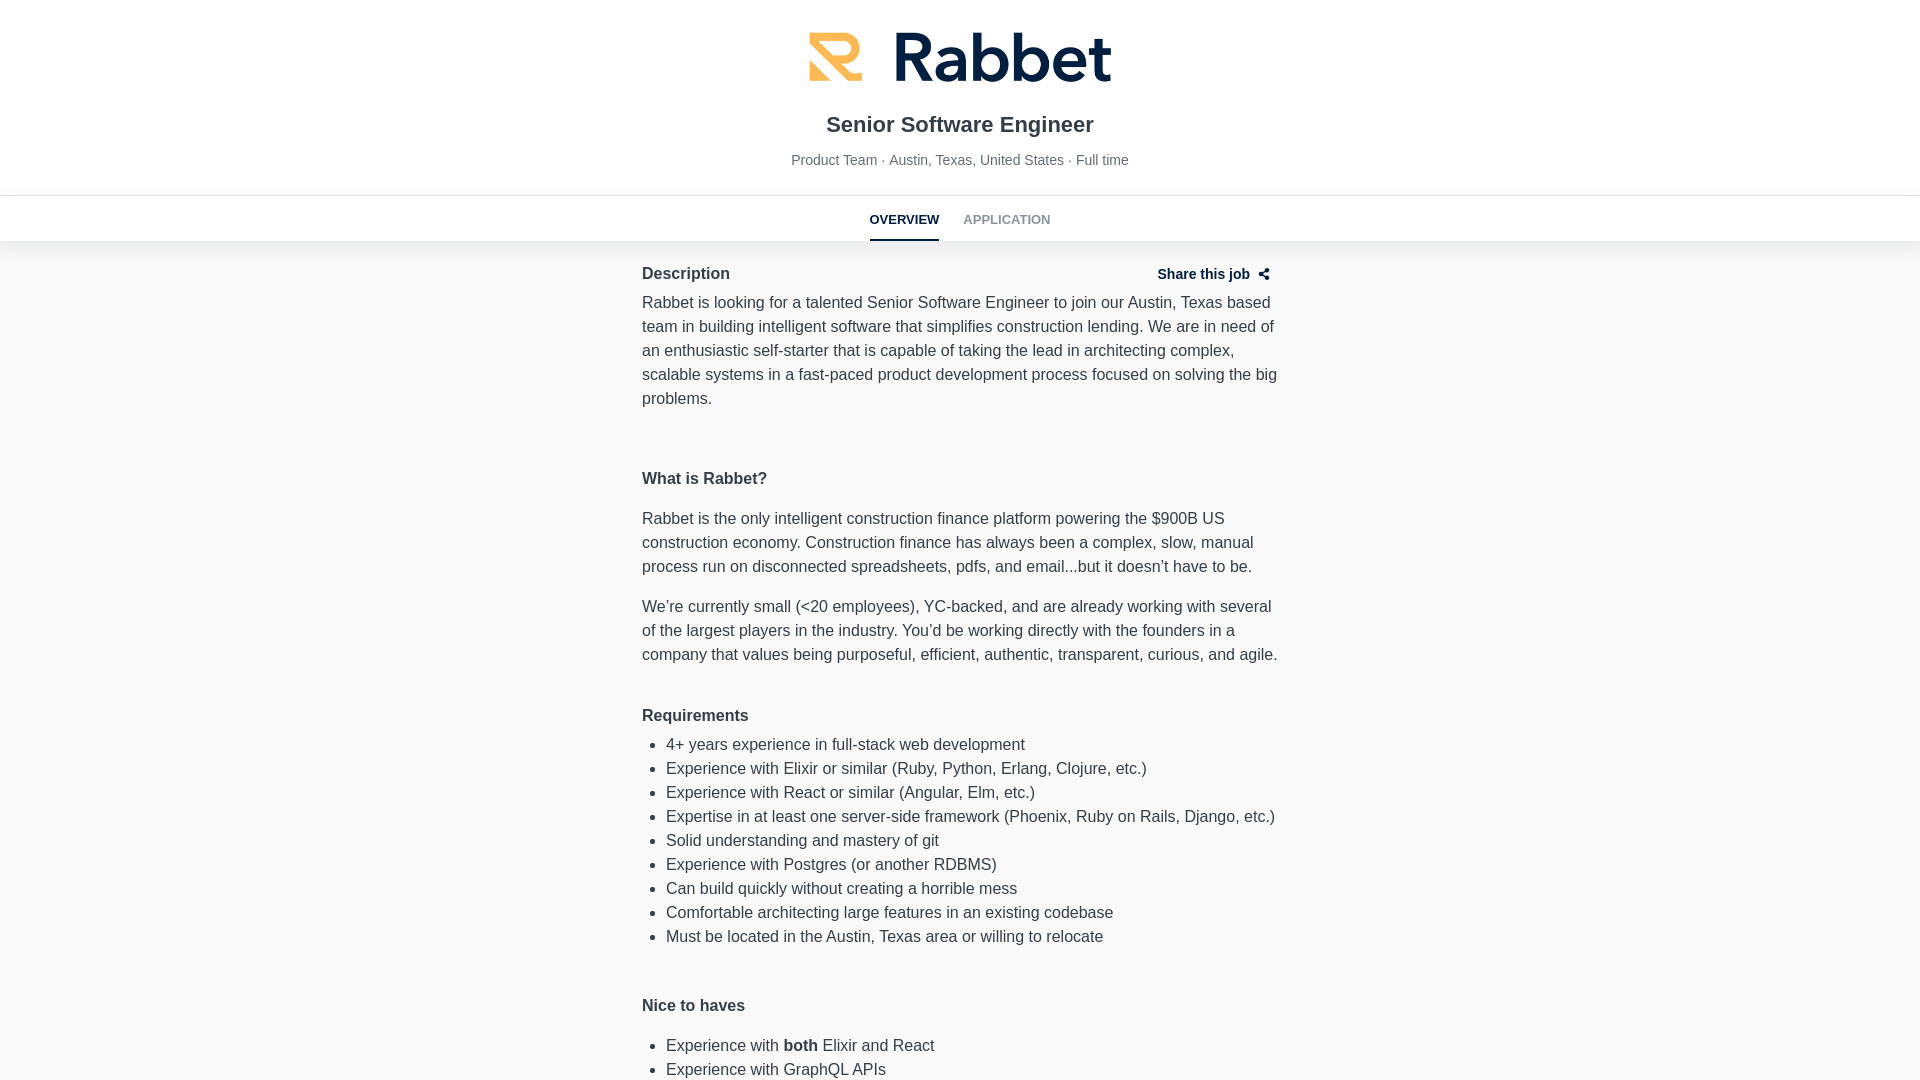 Rabbet
Senior Software Engineer
Product Team · Austin, Texas, United States · Full time
OVERVIEW
APPLICATION
Description
Share this job
Rabbet is looking for a talented Senior Software Engineer to join our Austin, Texas based
team in building intelligent software that simplifies construction lending. We are in need of
an enthusiastic self-starter that is capable of taking the lead in architecting complex,
scalable systems in a fast-paced product development process focused on solving the big
problems.
What is Rabbet?
Rabbet is the only intelligent construction finance platform powering the $900B US
construction economy. Construction finance has always been a complex, slow, manual
process run on disconnected spreadsheets, pdfs, and email...but it doesn’t have to be.
We’re currently small (<20 employees), YC-backed, and are already working with several
of the largest players in the industry. You’d be working directly with the founders in a
company that values being purposeful, efficient, authentic, transparent, curious, and agile.
Requirements
• 4+ years experience in full-stack web development
• Experience with Elixir or similar (Ruby, Python, Erlang, Clojure, etc.)
• Experience with React or similar (Angular, Elm, etc.)
• Expertise in at least one server-side framework (Phoenix, Ruby on Rails, Django, etc.)
• Solid understanding and mastery of git
• Experience with Postgres (or another RDBMS)
• Can build quickly without creating a horrible mess
• Comfortable architecting large features in an existing codebase
• Must be located in the Austin, Texas area or willing to relocate
Nice to haves
• Experience with both Elixir and React
• Experience with GraphQL APIs